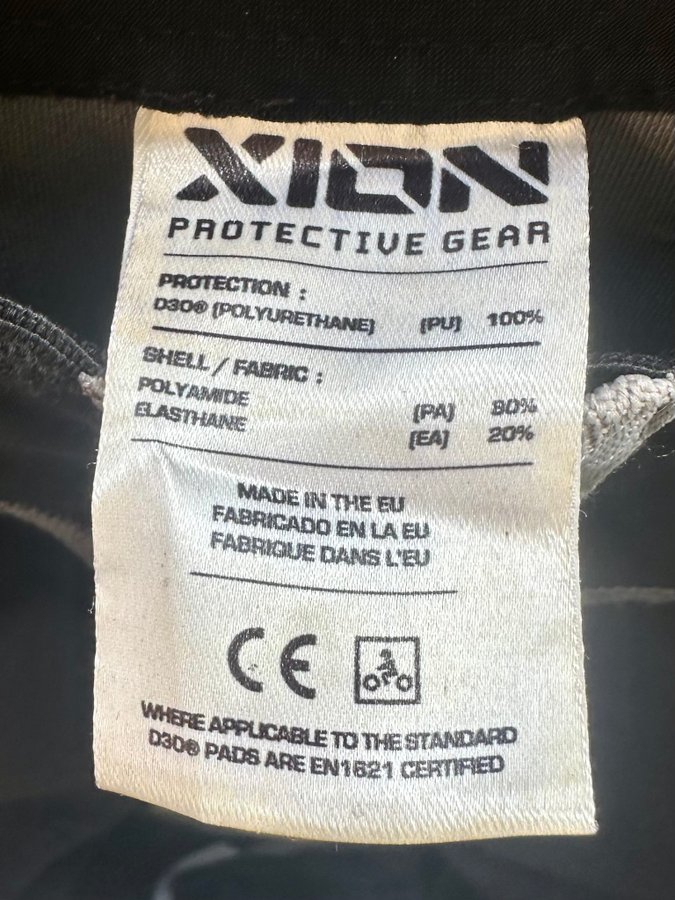 XION
PROTECTIVE GEAR
PROTECTION :
D3O® (POLYURETHANE) (PU) 100%
SHELL / FABRIC :
POLYAMIDE (PA) 80%
ELASTHANE (EA) 20%
MADE IN THE EU
FABRICADO EN LA EU
FABRIQUE DANS L'EU
CE
WHERE APPLICABLE TO THE STANDARD
D3O® PADS ARE EN1621 CERTIFIED